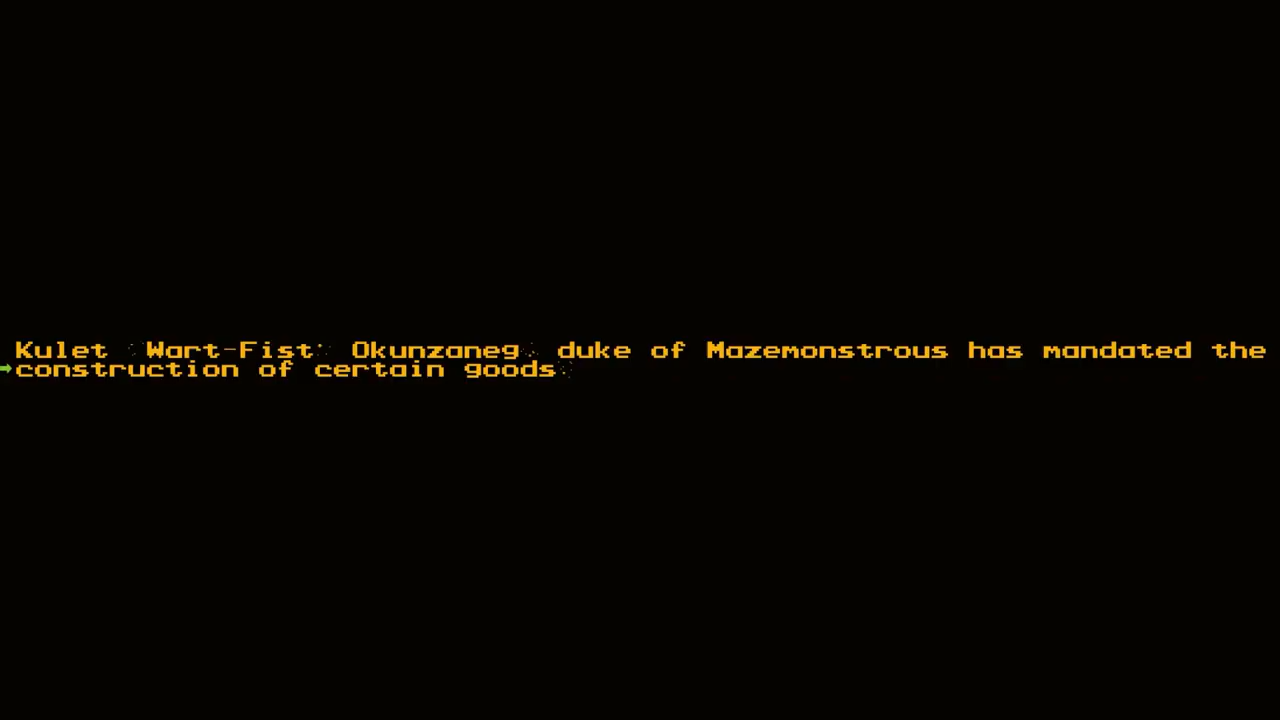 Kulet `Wart-Fist' Okunzaneg, duke of Mazemonstrous has mandated the
construction of certain goods.